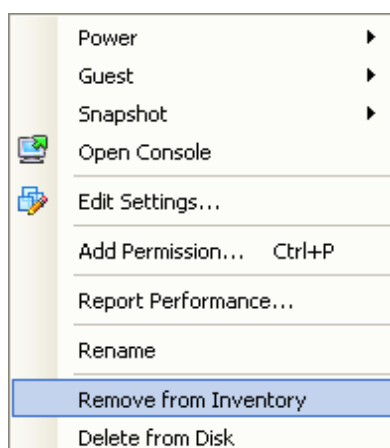 Power
Guest
Snapshot
Open Console
Edit Settings...
Add Permission... Ctrl+P
Report Performance...
Rename
Remove from Inventory
Delete from Disk